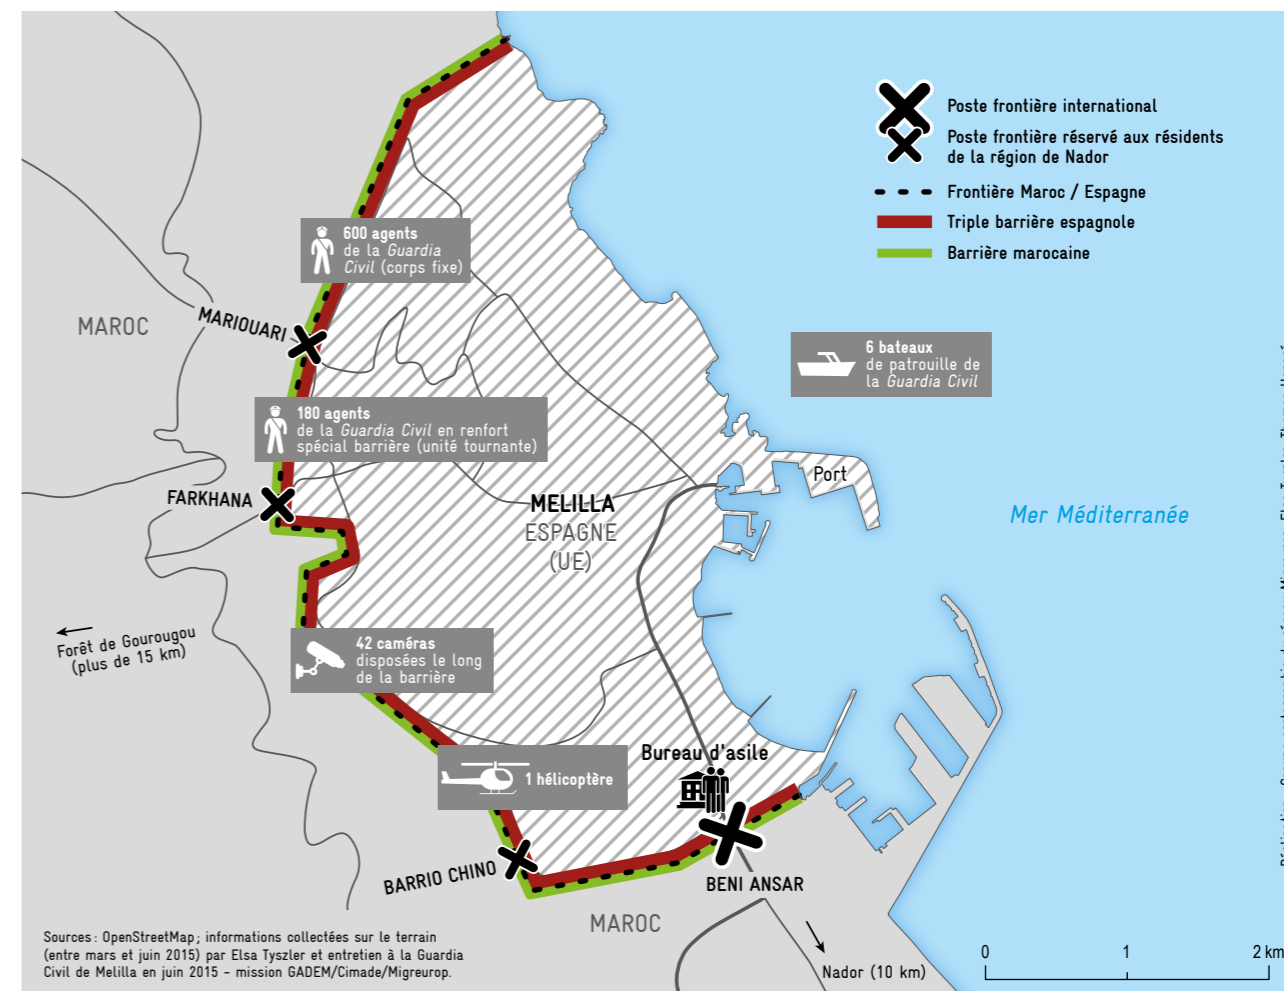 Poste frontière international
Poste frontière réservé aux résidents
de la région de Nador
Frontière Maroc / Espagne
Triple barrière espagnole
Barrière marocaine
600 agents
de la Guardia
Civil (corps fixe)
MAROC
MARIOUARI
6 bateaux
de patrouille de
la Guardia Civil
180 agents
de la Guardia Civil en renfort
spécial barrière (unité tournante)
Port
FARKHANA
MELILLA
ESPAGNE
(UE)
Mer Méditerranée
Forêt de Gourougou
(plus de 15 km)
42 caméras
disposées le long
de la barrière
Bureau d'asile
1 hélicoptère
BARRIO CHINO
BENI ANSAR
MAROC
Nador (10 km)
Sources : OpenStreetMap ; informations collectées sur le terrain
(entre mars et juin 2015) par Elsa Tyszler et entretien à la Guardia
Civil de Melilla en juin 2015 – mission GADEM/Cimade/Migreurop.
0 1 2 km